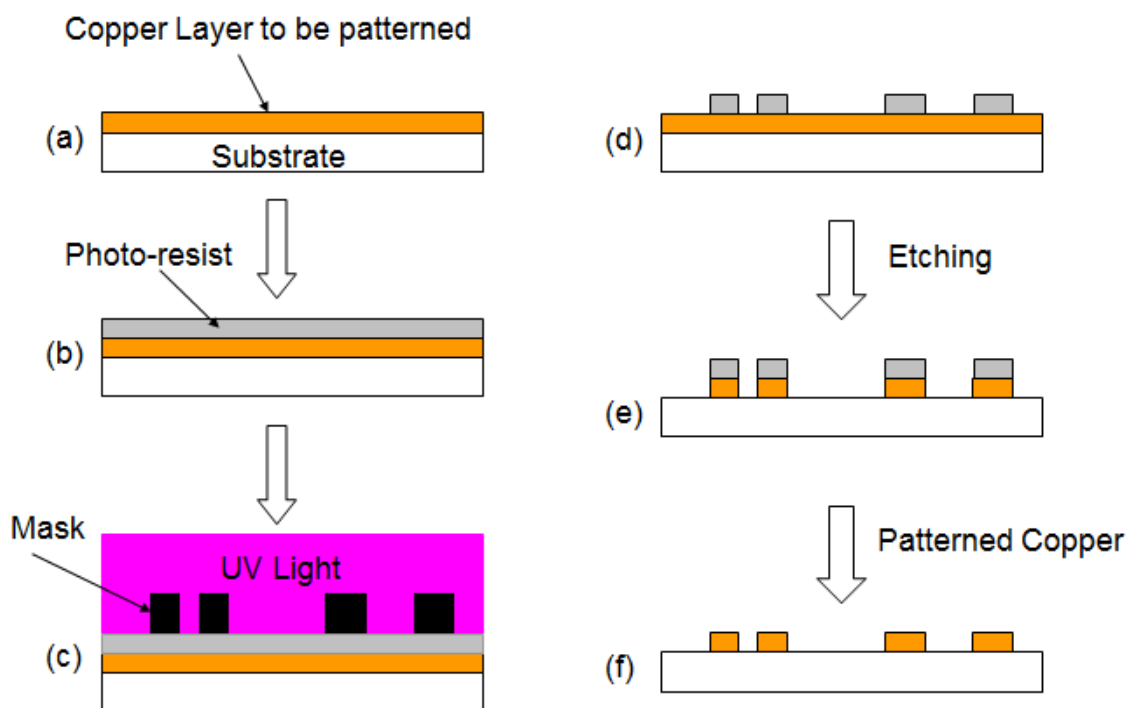 Copper Layer to be patterned
(a)
Substrate
Photo-resist
(b)
Mask
UV Light
(c)
(d)
Etching
(e)
Patterned Copper
(f)